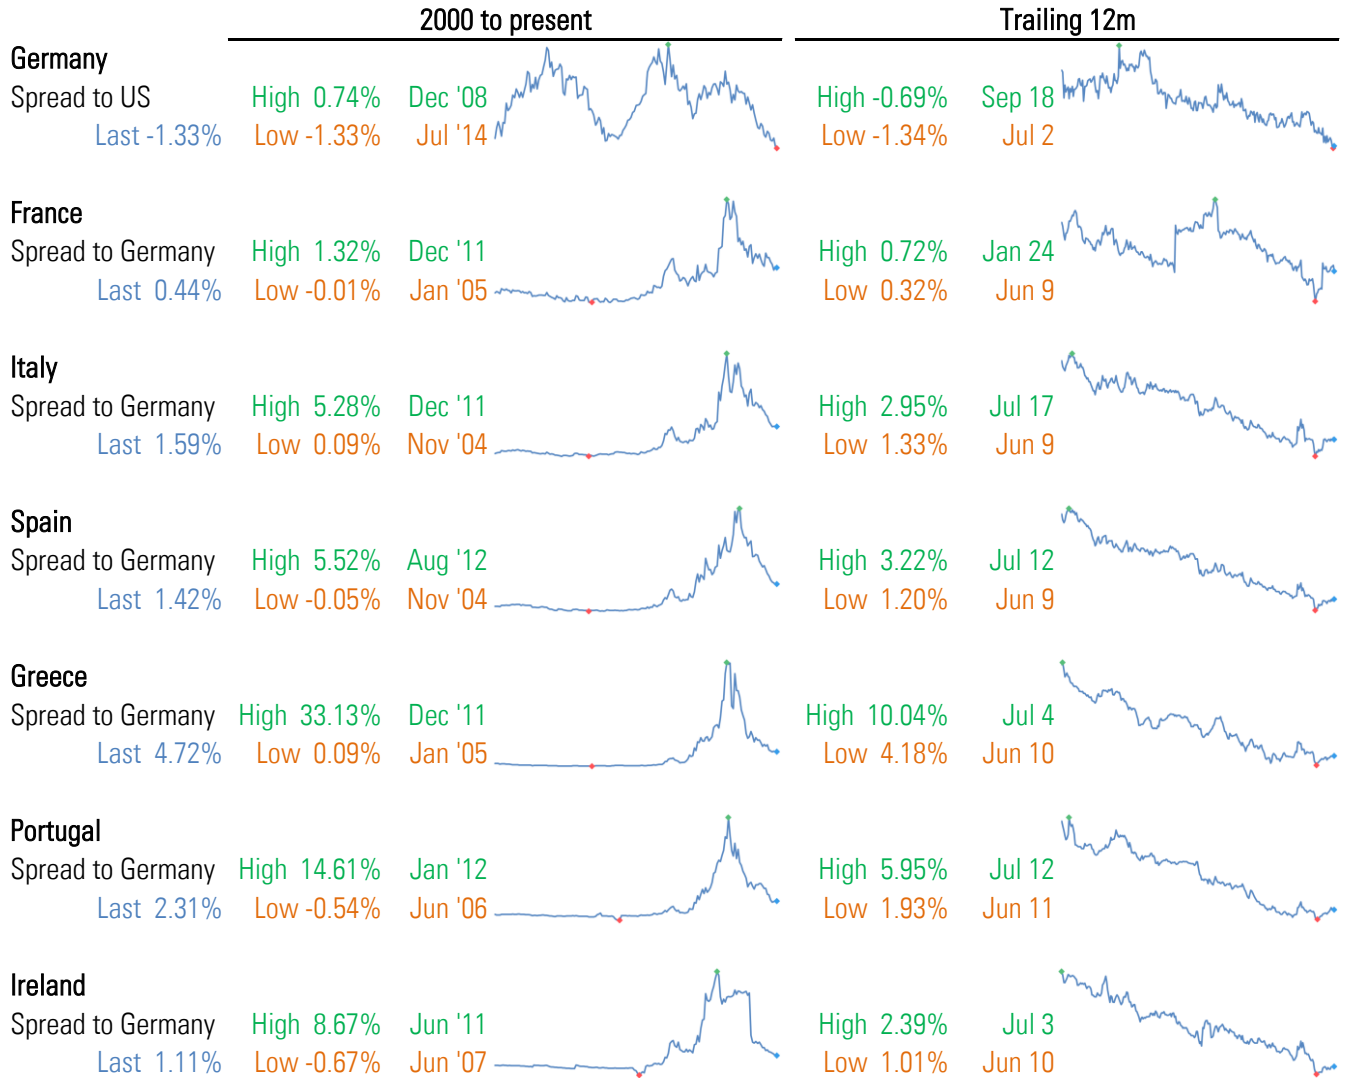 2000 to present Trailing 12m
Germany
Spread to US High 0.74% Dec '08 High -0.69% Sep 18
Last -1.33% Low -1.33% Jul '14 Low -1.34% Jul 2
France
Spread to Germany High 1.32% Dec '11 High 0.72% Jan 24
Last 0.44% Low -0.01% Jan '05 Low 0.32% Jun 9
Italy
Spread to Germany High 5.28% Dec '11 High 2.95% Jul 17
Last 1.59% Low 0.09% Nov '04 Low 1.33% Jun 9
Spain
Spread to Germany High 5.52% Aug '12 High 3.22% Jul 12
Last 1.42% Low -0.05% Nov '04 Low 1.20% Jun 9
Greece
Spread to Germany High 33.13% Dec '11 High 10.04% Jul 4
Last 4.72% Low 0.09% Jan '05 Low 4.18% Jun 10
Portugal
Spread to Germany High 14.61% Jan '12 High 5.95% Jul 12
Last 2.31% Low -0.54% Jun '06 Low 1.93% Jun 11
Ireland
Spread to Germany High 8.67% Jun '11 High 2.39% Jul 3
Last 1.11% Low -0.67% Jun '07 Low 1.01% Jun 10